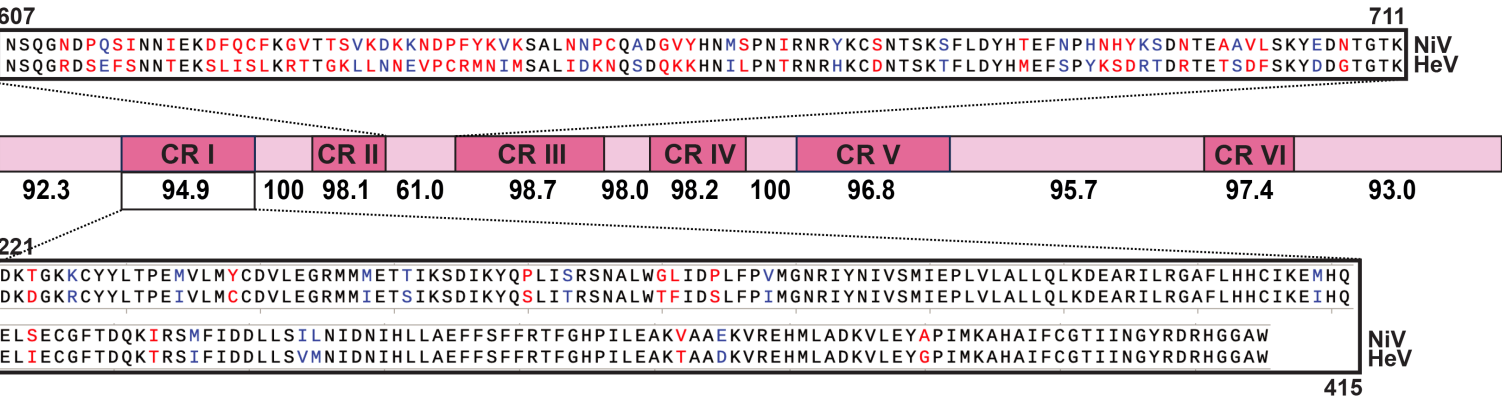 607 711
NSQGNDPQSINNIEKDFQCFKGVTTSVKDKKNDPFYKVKSALNNPCQADGVYHNMSPNIRNRYKCSNTSKSFLDYHTEFNPHNHYKSDNTEAAVLSKYEDNTGTK NiV
NSQGRDSEFSNNTEKSLISLKRTTGKLLNNEVPCRMNIMSALIDKNQSDQKKHNILPNTRNRHKCDNTSKTFLDYHMEFSPYKSDRTDRTETSDFSKYDDGTGTK HeV
CR I CR II CR III CR IV CR V CR VI
92.3 94.9 100 98.1 61.0 98.7 98.0 98.2 100 96.8 95.7 97.4 93.0
221
DKTGKKCYYLTPEMVLMYCDVLEGRMMMETTIKSDIKYQPLISRSNALWGLIDPLFPVMGNRIYNIVSMIEPLVLALLQLKDEARILRGAFLHHCIKEMHQ
DKDGKRCYYLTPEIVLMCCDVLEGRMMIETSIKSDIKYQSLITRSNALWTFIDSLFPIMGNRIYNIVSMIEPLVLALLQLKDEARILRGAFLHHCIKEIHQ
ELSECGFTDQKIRSMFIDDLLSILNIDNIHLLAEFFSFFRTFGHPILEAKVAAEKVREHMLADKVLEYAPIMKAHAIFCGTIINGYRDRHGGAW NiV
ELIECGFTDQKTRSIFIDDLLSVMNIDNIHLLAEFFSFFRTFGHPILEAKTAADKVREHMLADKVLEYGPIMKAHAIFCGTIINGYRDRHGGAW HeV
415